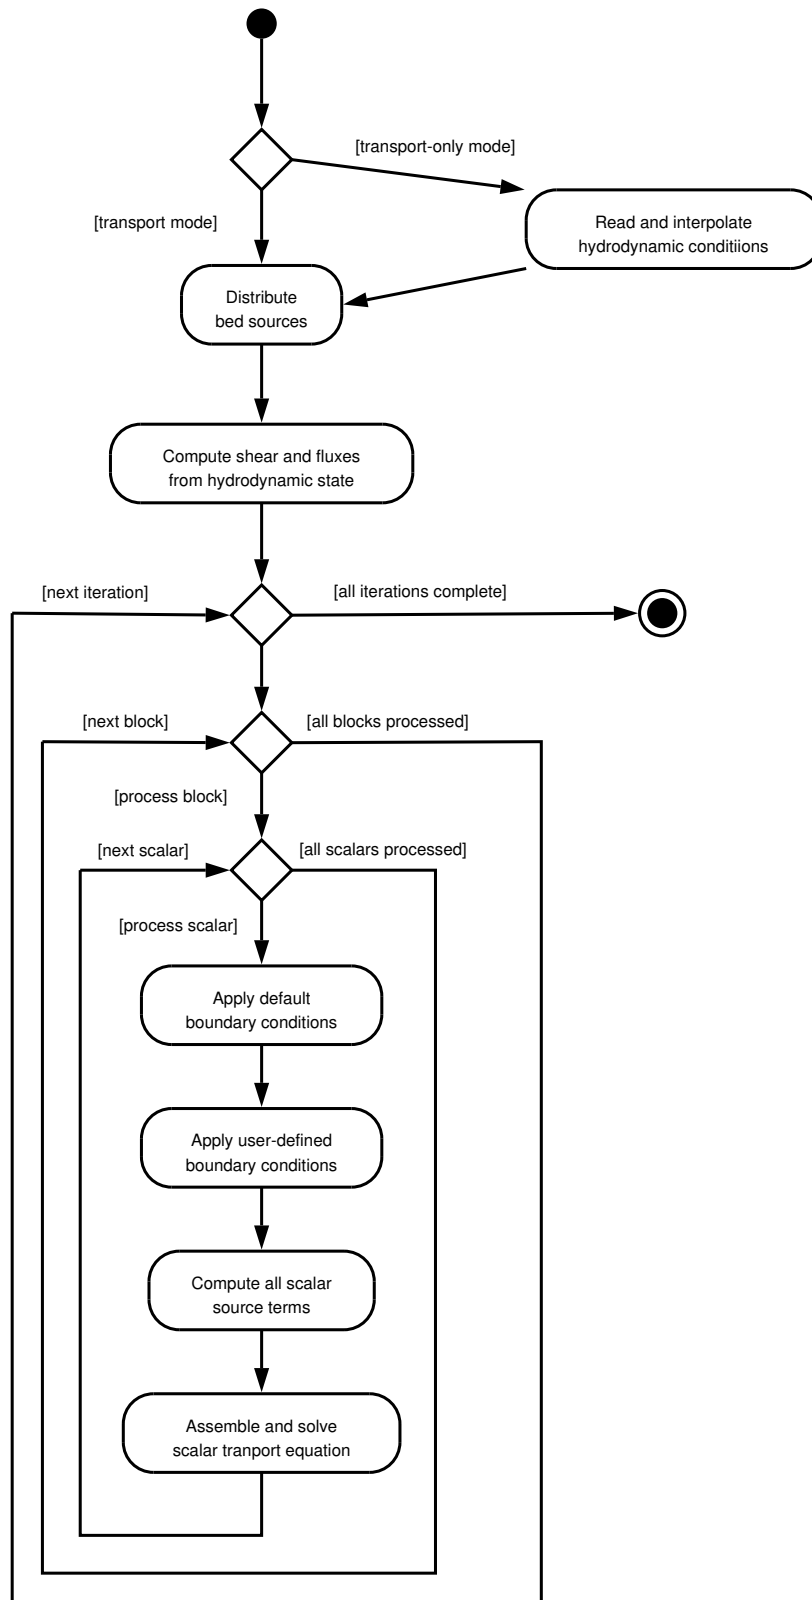 [transport-only mode]
[transport mode]
Read and interpolate
hydrodynamic conditiions
Distribute
bed sources
Compute shear and fluxes
from hydrodynamic state
[next iteration]
[all iterations complete]
[next block]
[all blocks processed]
[process block]
[next scalar]
[all scalars processed]
[process scalar]
Apply default
boundary conditions
Apply user-defined
boundary conditions
Compute all scalar
source terms
Assemble and solve
scalar tranport equation